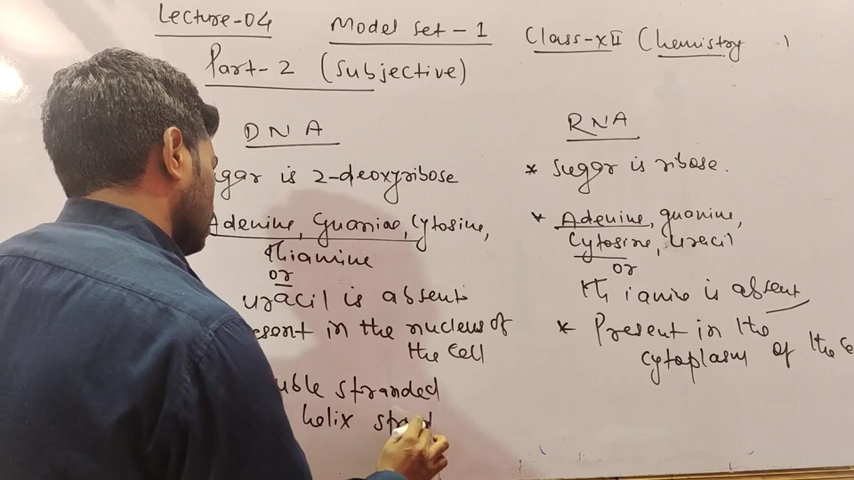 Lecture-04 Model set - 1 Class-XII (Chemistry)
Part-2 (Subjective)
DNA
gar is 2-deoxyribose
Adenine, Guanine, Cytosine,
Thiamine
or
uracil is absent
esent in the nucleus of
the cell
uble stranded
helix
RNA
* Sugar is ribose.
* Adenine, guanine,
Cytosine, uracil
or
Thiamine is absent
* Present in the
cytoplasm of the ce